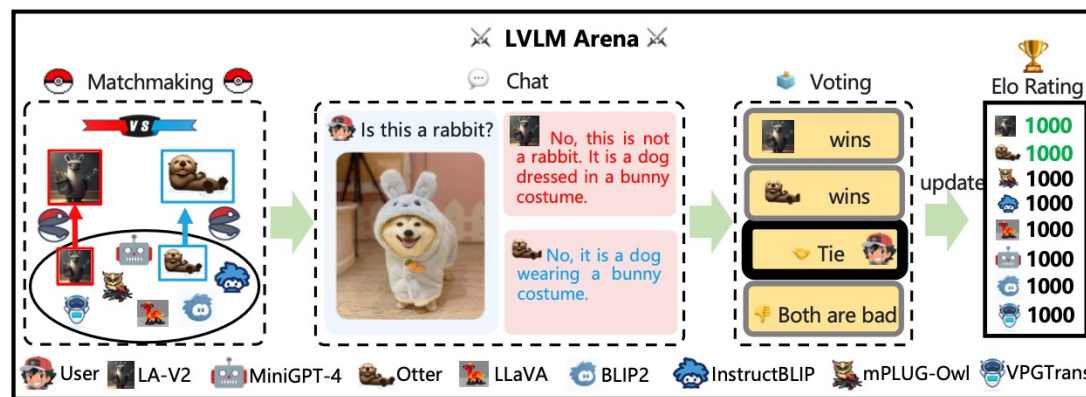 LVLM Arena
Matchmaking
Chat
Voting
Elo Rating
VS
Is this a rabbit?
No, this is not
a rabbit. It is a dog
dressed in a bunny
costume.
No, it is a dog
wearing a bunny
costume.
wins
wins
Tie
Both are bad
update
1000
1000
1000
1000
1000
1000
1000
1000
User LA-V2 MiniGPT-4 Otter LLaVA BLIP2 InstructBLIP mPLUG-Owl VPGTrans